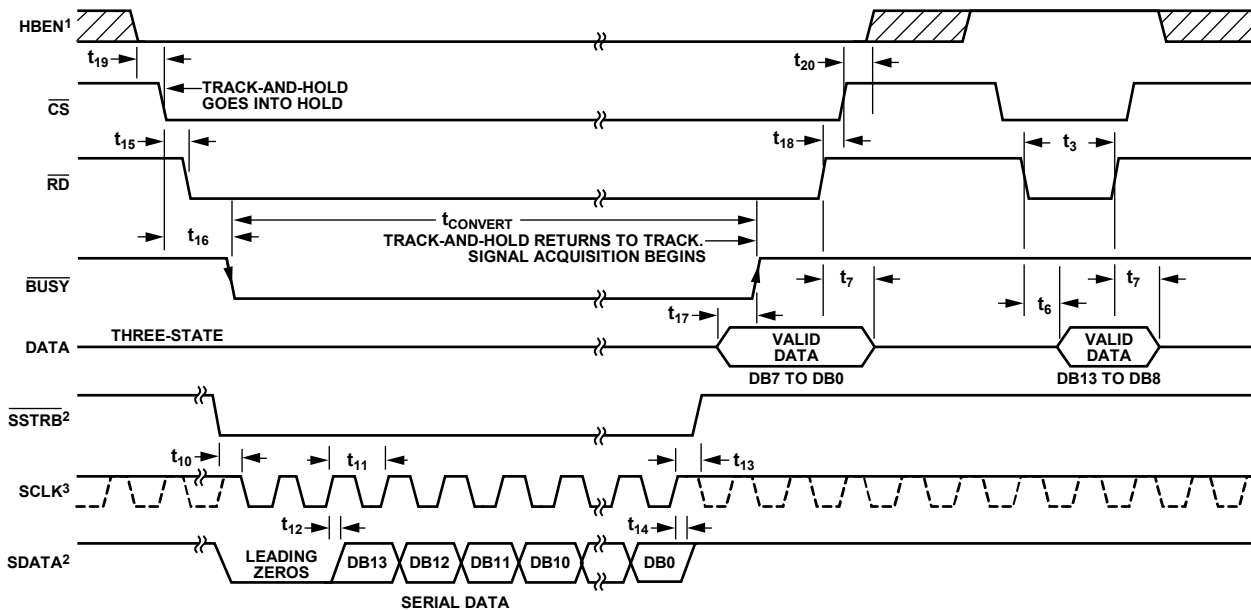 HBEN1
t19
t20
TRACK-AND-HOLD
GOES INTO HOLD
CS
t15
t18
t3
RD
tCONVERT
t16
TRACK-AND-HOLD RETURNS TO TRACK.
SIGNAL ACQUISITION BEGINS
BUSY
t7
t7
t6
t17
THREE-STATE
DATA
VALID
DATA
VALID
DATA
DB7 TO DB0
DB13 TO DB8
SSTRB2
t10
t11
t13
SCLK3
t12
t14
SDATA2
LEADING
ZEROS
DB13
DB12
DB11
DB10
DB0
SERIAL DATA